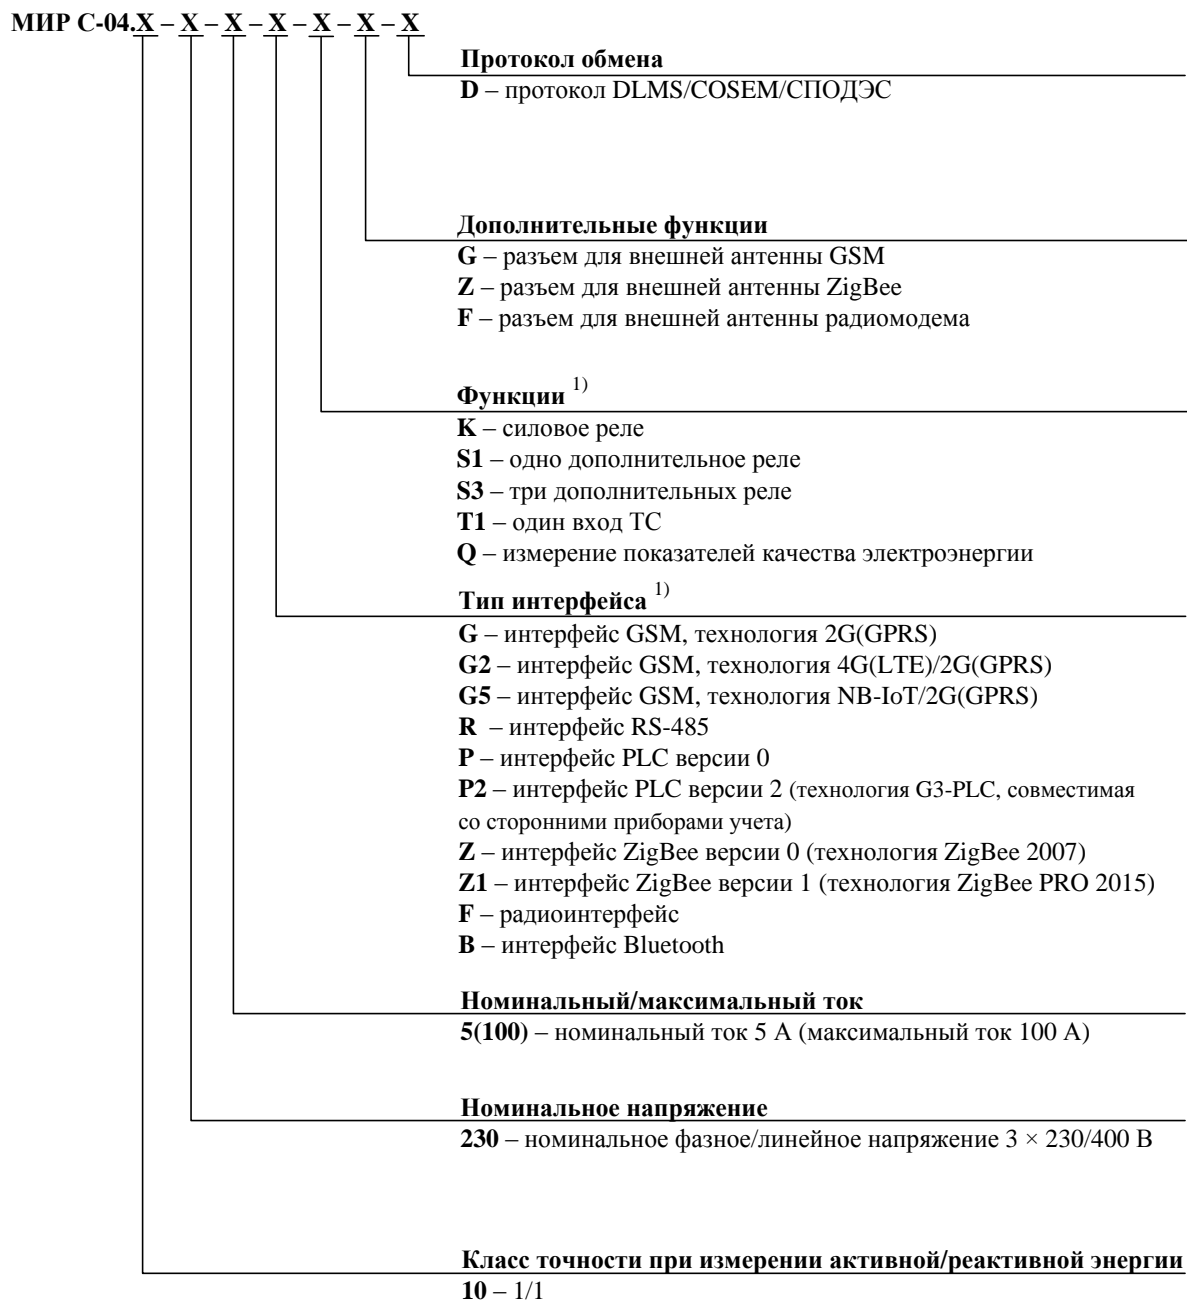 МИР С-04.X – X – X – X – X – X – X
Протокол обмена
D – протокол DLMS/COSEM/СПОДЭС
Дополнительные функции
G – разъем для внешней антенны GSM
Z – разъем для внешней антенны ZigBee
F – разъем для внешней антенны радиомодема
Функции 1)
K – силовое реле
S1 – одно дополнительное реле
S3 – три дополнительных реле
T1 – один вход ТС
Q – измерение показателей качества электроэнергии
Тип интерфейса 1)
G – интерфейс GSM, технология 2G(GPRS)
G2 – интерфейс GSM, технология 4G(LTE)/2G(GPRS)
G5 – интерфейс GSM, технология NB-IoT/2G(GPRS)
R – интерфейс RS-485
P – интерфейс PLC версии 0
P2 – интерфейс PLC версии 2 (технология G3-PLC, совместимая
со сторонними приборами учета)
Z – интерфейс ZigBee версии 0 (технология ZigBee 2007)
Z1 – интерфейс ZigBee версии 1 (технология ZigBee PRO 2015)
F – радиоинтерфейс
B – интерфейс Bluetooth
Номинальный/максимальный ток
5(100) – номинальный ток 5 А (максимальный ток 100 А)
Номинальное напряжение
230 – номинальное фазное/линейное напряжение 3 × 230/400 В
Класс точности при измерении активной/реактивной энергии
10 – 1/1